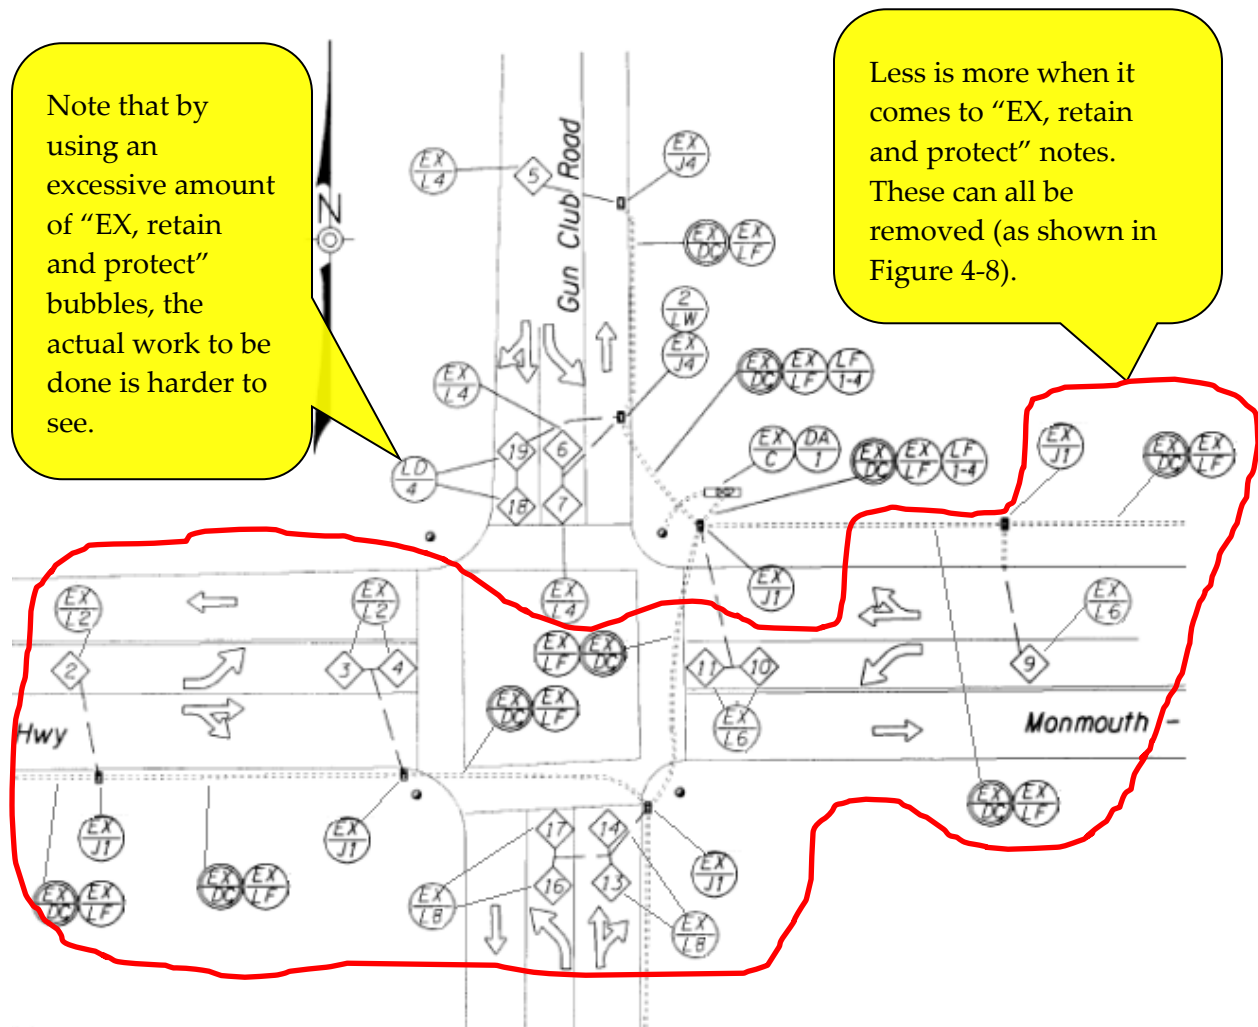 Note that by
using an
excessive amount
of “EX, retain
and protect”
bubbles, the
actual work to be
done is harder to
see.
Less is more when it
comes to “EX, retain
and protect” notes.
These can all be
removed (as shown in
Figure 4-8).
N
Gun Club Road
EX
L4
5
EX
J4
EX
DC
EX
LF
2
LW
EX
J4
EX
L4
EX
DC
EX
LF
LF
1-4
19
6
LD
4
18
7
EX
C
DA
1
EX
DC
EX
LF
LF
1-4
EX
J1
EX
DC
EX
LF
EX
L2
EX
L2
EX
L4
EX
J1
EX
L6
2
3
4
EX
LF
EX
DC
11
10
9
EX
DC
EX
LF
EX
L6
Hwy
Monmouth -
EX
J1
EX
J1
17
14
EX
DC
EX
LF
EX
DC
EX
LF
EX
DC
EX
LF
16
13
EX
J1
EX
L8
EX
L8